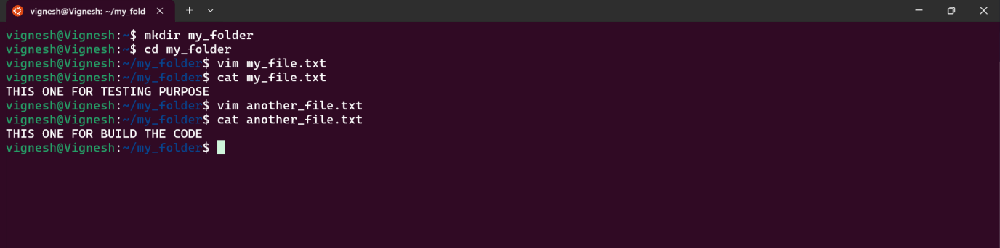 vignesh@Vignesh: ~/my_fold
vignesh@Vignesh:~$ mkdir my_folder
vignesh@Vignesh:~$ cd my_folder
vignesh@Vignesh:~/my_folder$ vim my_file.txt
vignesh@Vignesh:~/my_folder$ cat my_file.txt
THIS ONE FOR TESTING PURPOSE
vignesh@Vignesh:~/my_folder$ vim another_file.txt
vignesh@Vignesh:~/my_folder$ cat another_file.txt
THIS ONE FOR BUILD THE CODE
vignesh@Vignesh:~/my_folder$